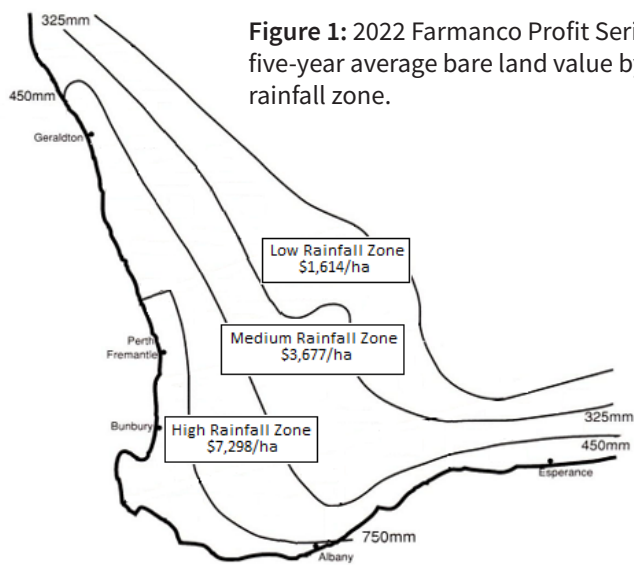 325mm
Figure 1: 2022 Farmanco Profit Seri
five-year average bare land value b
rainfall zone.
450mm
Geraldton
Low Rainfall Zone
$1,614/ha
Perth
Fremantle
Medium Rainfall Zone
$3,677/ha
Bunbury
High Rainfall Zone
$7,298/ha
325mm
450mm
Esperance
750mm
Albany